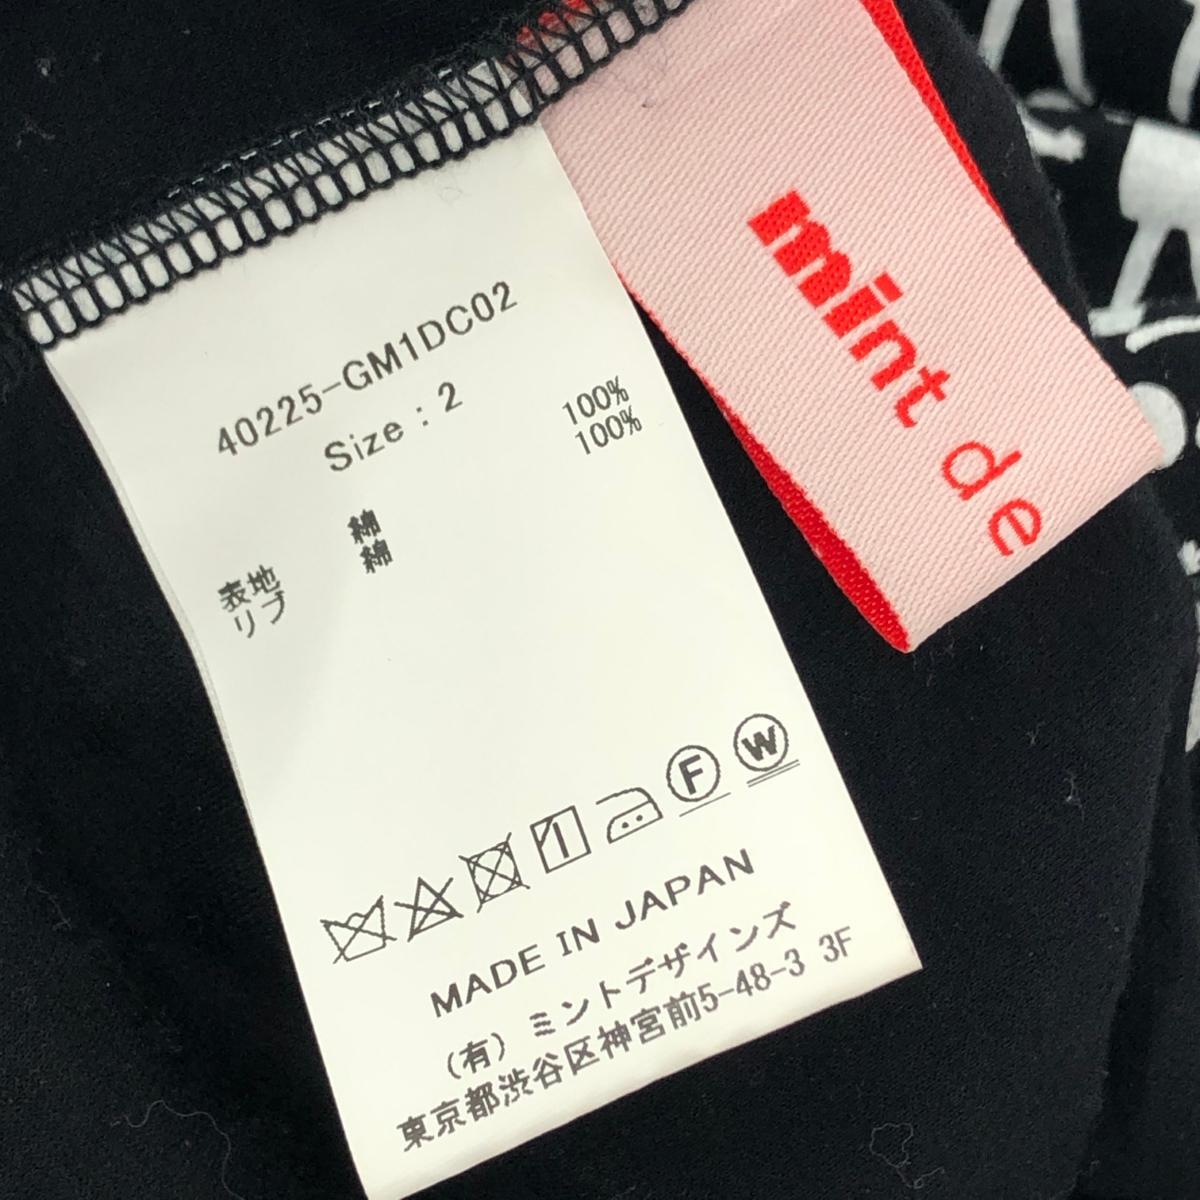 40225-GM1DC02
Size : 2
表地 綿 100%
リブ 綿 100%
F W
MADE IN JAPAN
(有) ミントデザインズ
東京都渋谷区神宮前5-48-3 3F
mint de